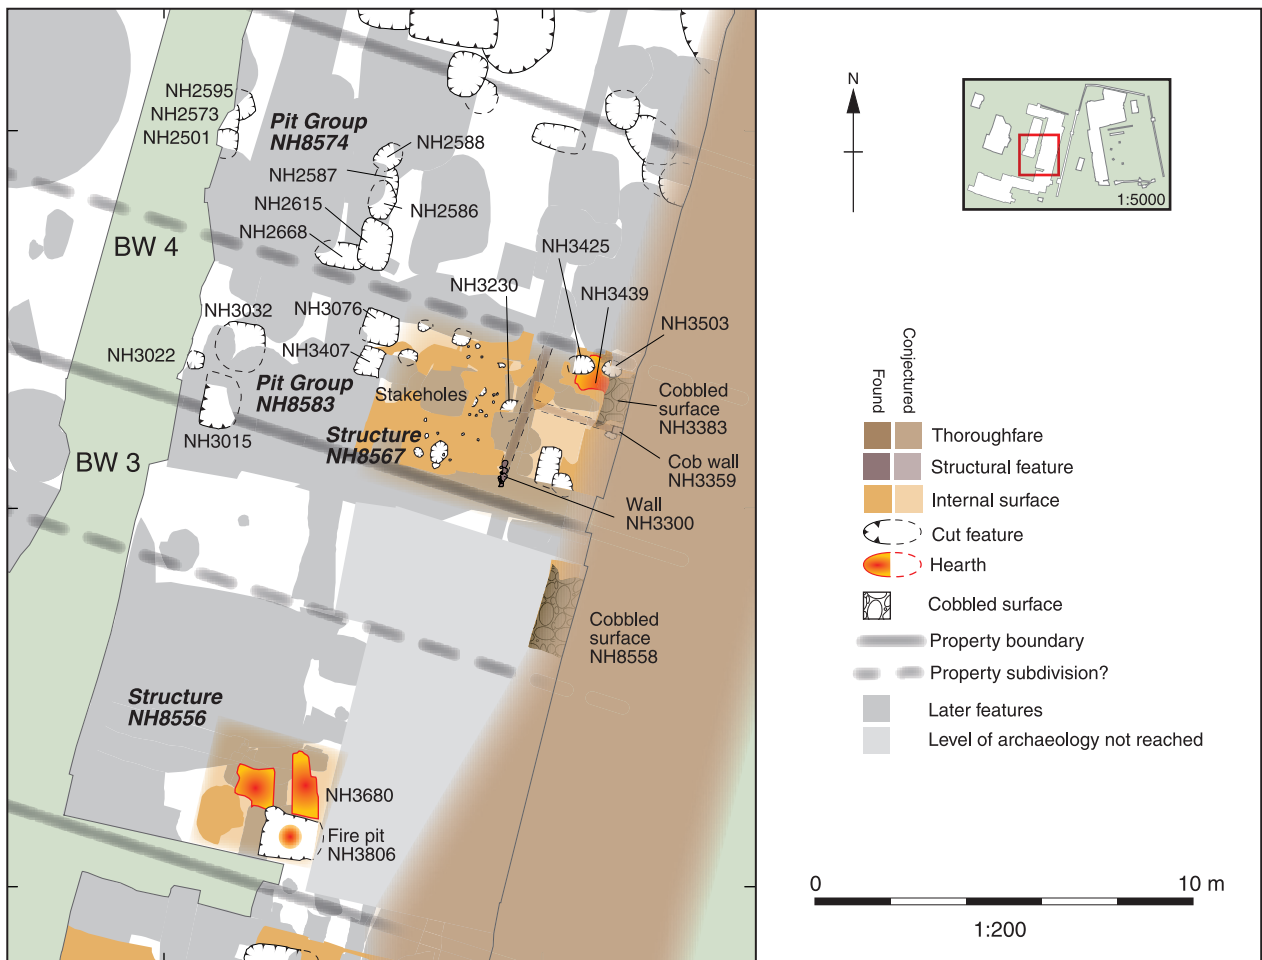 NH2595
NH2573
NH2501
Pit Group
NH8574
NH2588
NH2587
NH2615
NH2586
NH2668
BW 4
NH3425
NH3230
NH3439
NH3076
NH3032
NH3503
NH3407
NH3022
Pit Group
NH8583
Stakeholes
Cobbled
surface
NH3383
NH3015
Structure
NH8567
BW 3
Cob wall
NH3359
Wall
NH3300
Cobbled
surface
NH8558
Structure
NH8556
NH3680
Fire pit
NH3806
N
1:5000
Found
Conjectured
Thoroughfare
Structural feature
Internal surface
Cut feature
Hearth
Cobbled surface
Property boundary
Property subdivision?
Later features
Level of archaeology not reached
0
10 m
1:200